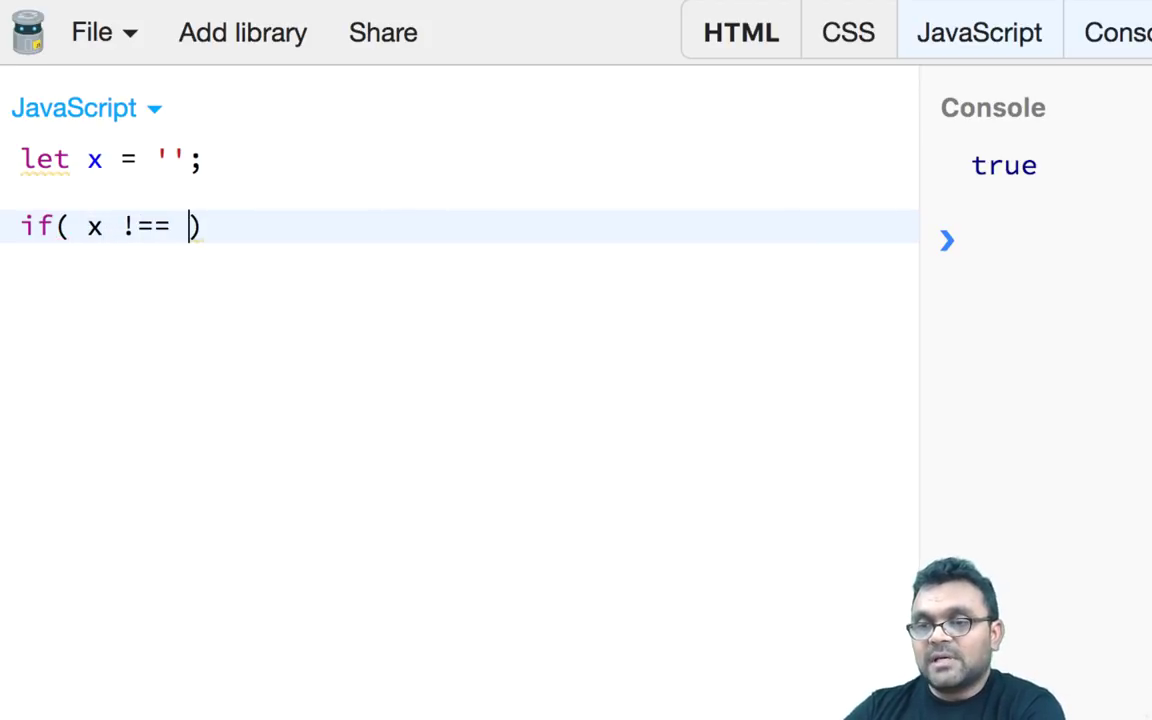 File Add library Share HTML CSS JavaScript Conso
JavaScript
Console
let x = '';
true
if( x !== )